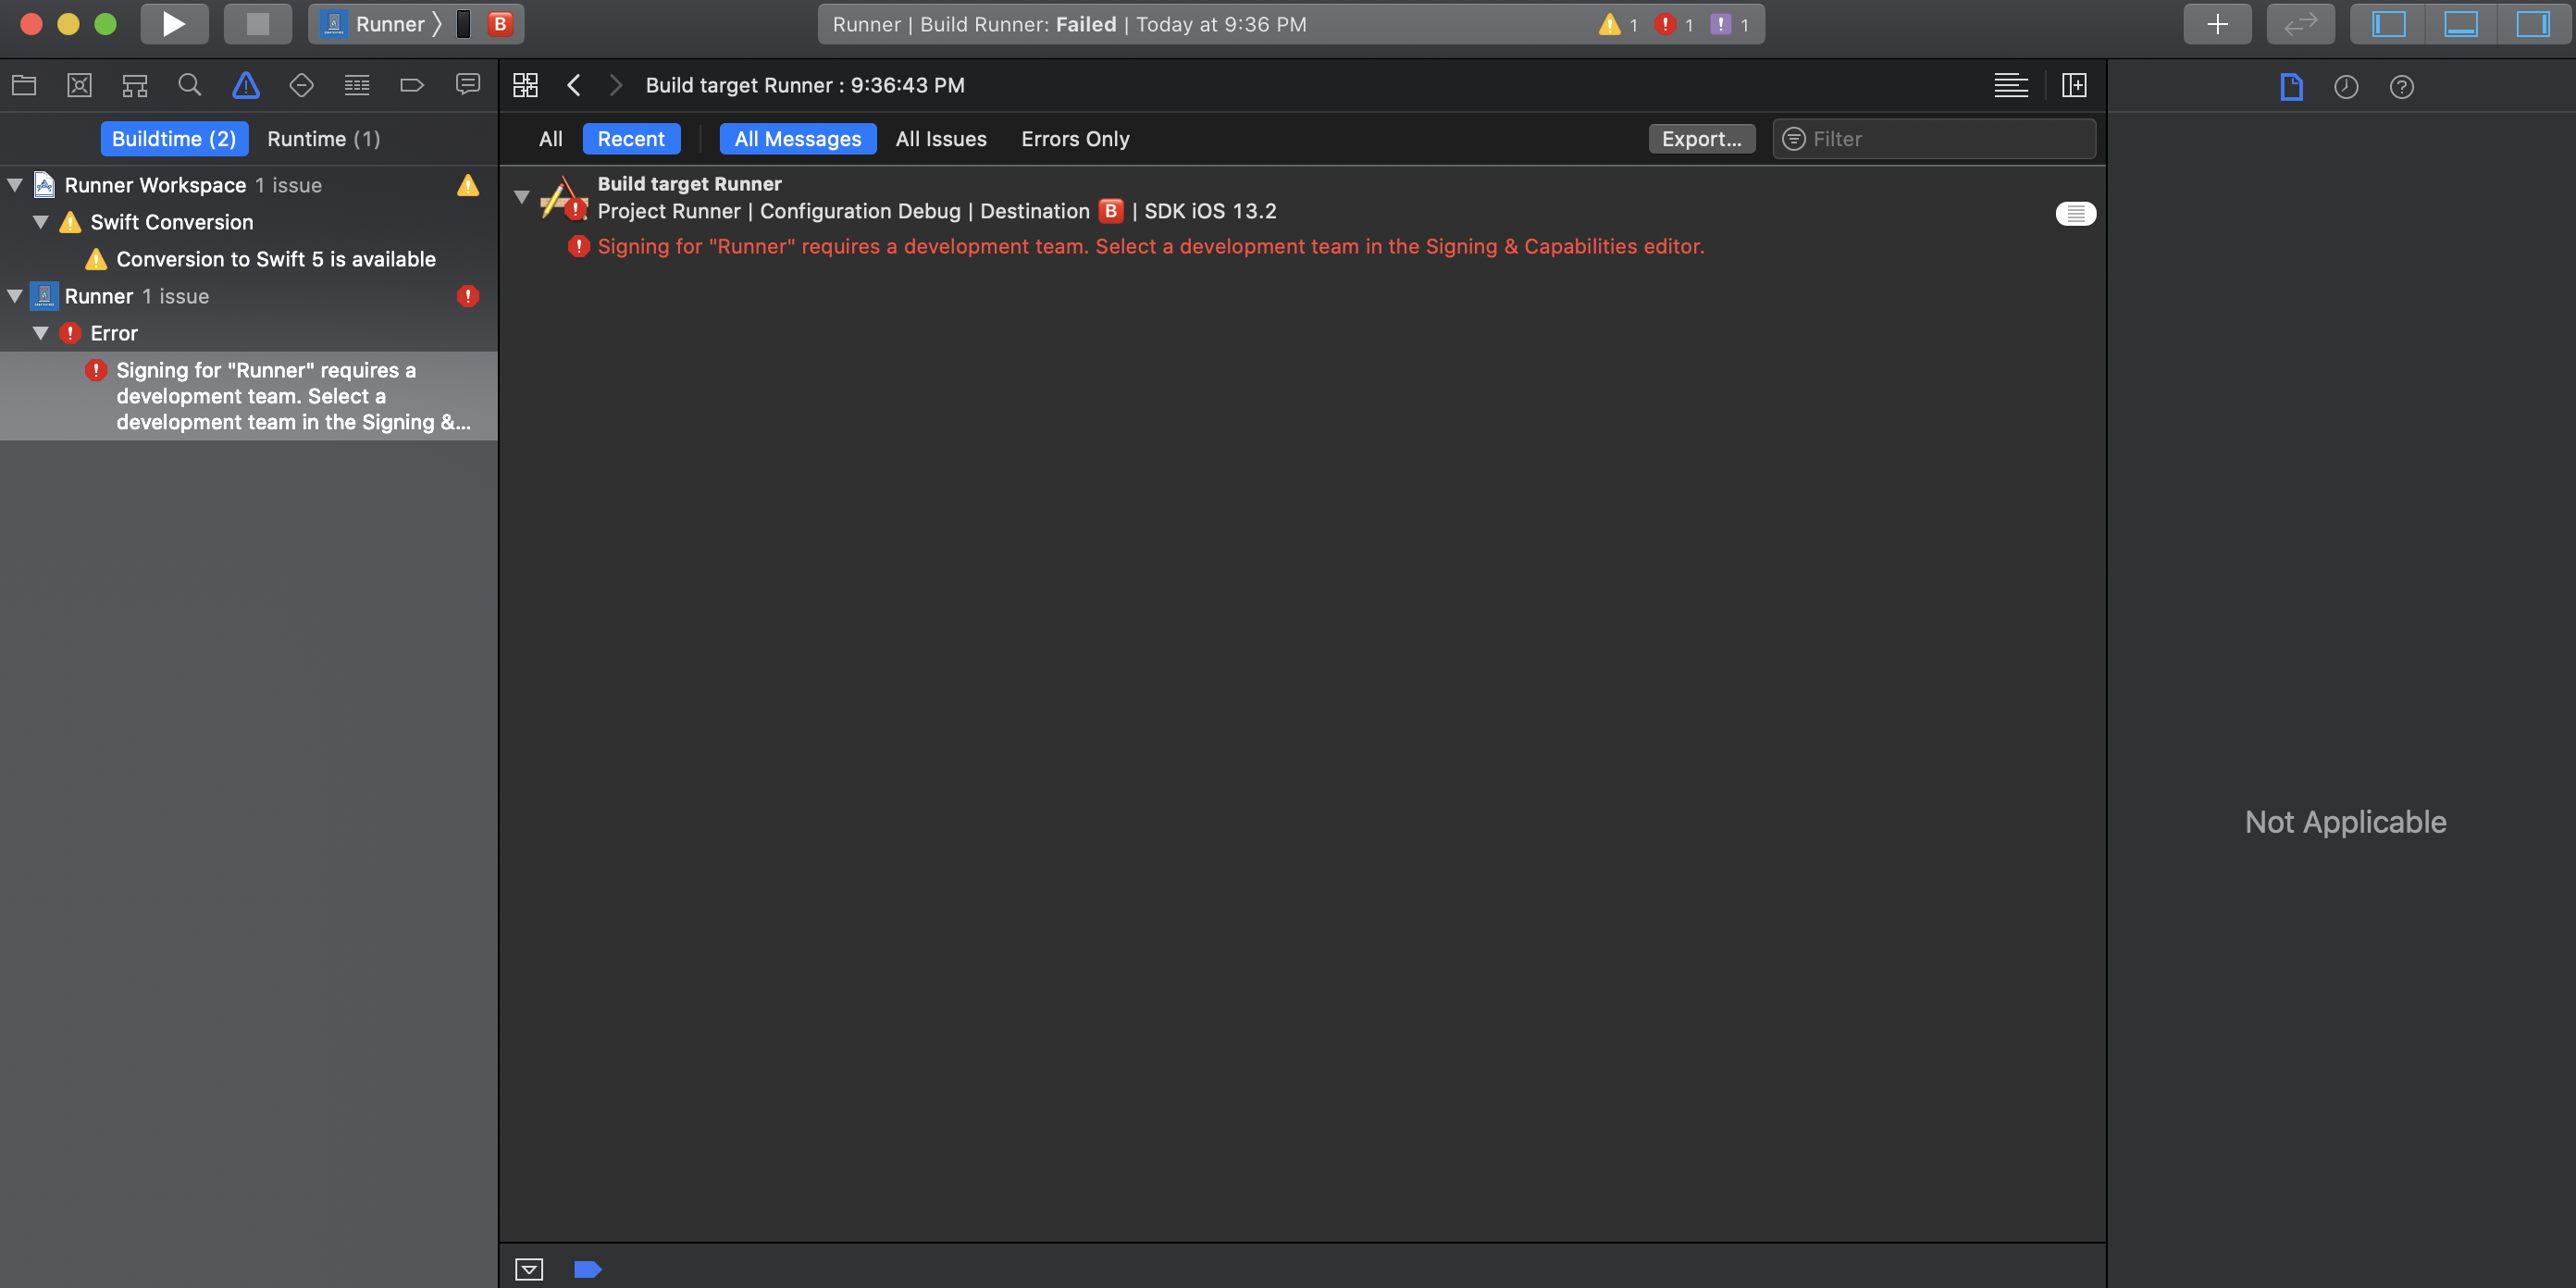 Runner 〉 B
Runner | Build Runner: Failed | Today at 9:36 PM
1
1
1
Build target Runner : 9:36:43 PM
Buildtime (2) Runtime (1)
All Recent All Messages All Issues Errors Only Export... Filter
Runner Workspace 1 issue
Swift Conversion
Conversion to Swift 5 is available
Runner 1 issue
Error
Signing for "Runner" requires a
development team. Select a
development team in the Signing &...
Build target Runner
Project Runner | Configuration Debug | Destination B | SDK iOS 13.2
Signing for "Runner" requires a development team. Select a development team in the Signing & Capabilities editor.
Not Applicable